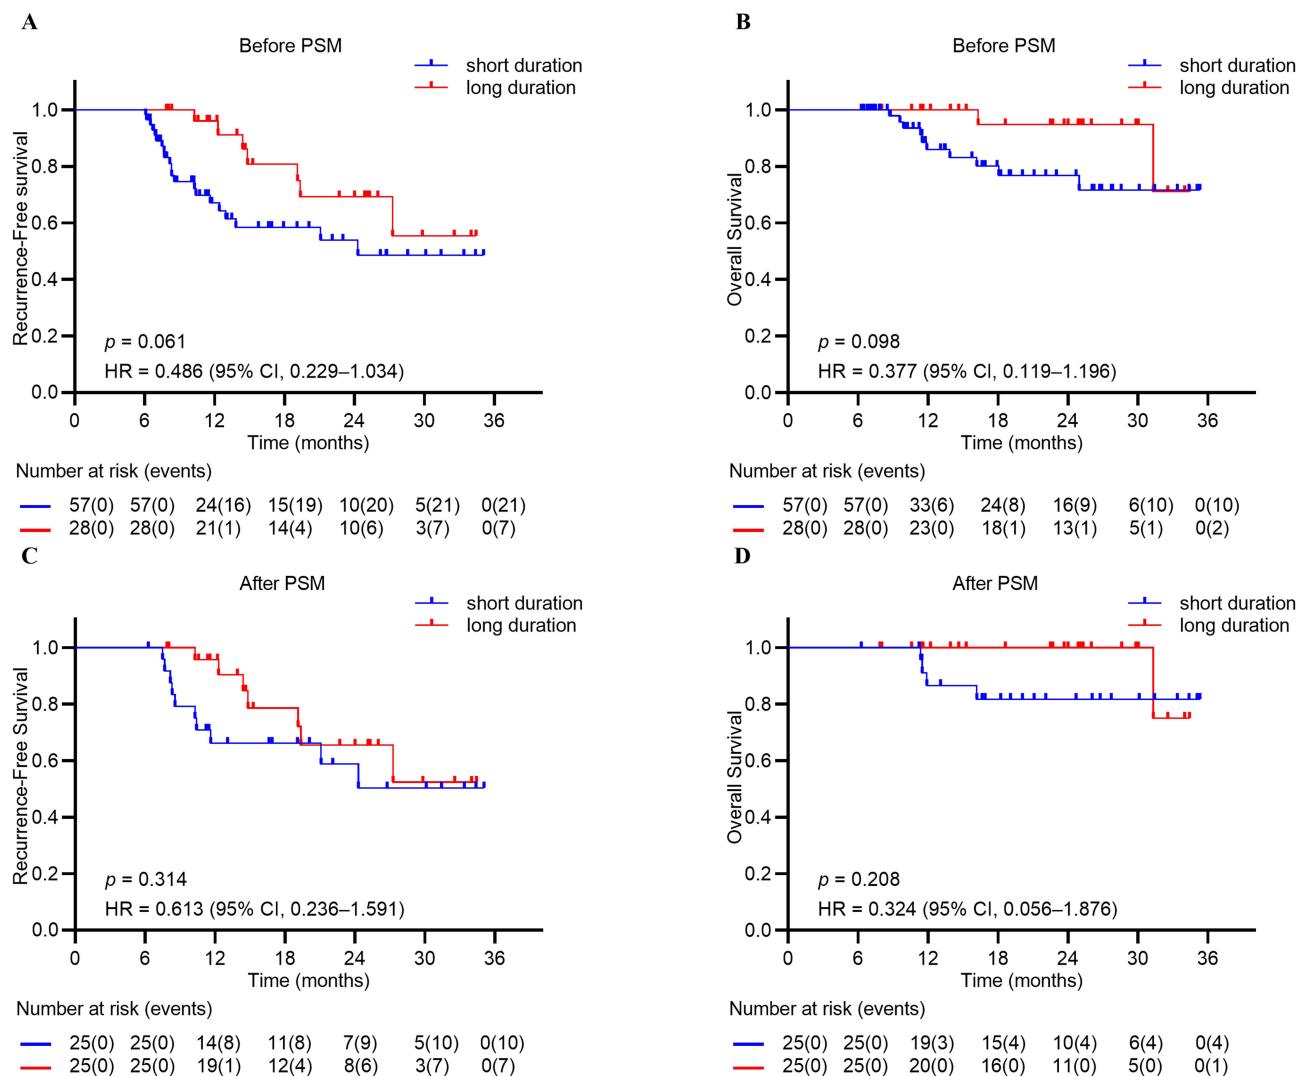 A
Before PSM
short duration
long duration
Recurrence-Free survival
1.0
0.8
0.6
0.4
0.2
0.0
p = 0.061
HR = 0.486 (95% CI, 0.229–1.034)
0 6 12 18 24 30 36
Time (months)
Number at risk (events)
57(0) 57(0) 24(16) 15(19) 10(20) 5(21) 0(21)
28(0) 28(0) 21(1) 14(4) 10(6) 3(7) 0(7)
B
Before PSM
short duration
long duration
Overall Survival
1.0
0.8
0.6
0.4
0.2
0.0
p = 0.098
HR = 0.377 (95% CI, 0.119–1.196)
0 6 12 18 24 30 36
Time (months)
Number at risk (events)
57(0) 57(0) 33(6) 24(8) 16(9) 6(10) 0(10)
28(0) 28(0) 23(0) 18(1) 13(1) 5(1) 0(2)
C
After PSM
short duration
long duration
Recurrence-Free Survival
1.0
0.8
0.6
0.4
0.2
0.0
p = 0.314
HR = 0.613 (95% CI, 0.236–1.591)
0 6 12 18 24 30 36
Time (months)
Number at risk (events)
25(0) 25(0) 14(8) 11(8) 7(9) 5(10) 0(10)
25(0) 25(0) 19(1) 12(4) 8(6) 3(7) 0(7)
D
After PSM
short duration
long duration
Overall Survival
1.0
0.8
0.6
0.4
0.2
0.0
p = 0.208
HR = 0.324 (95% CI, 0.056–1.876)
0 6 12 18 24 30 36
Time (months)
Number at risk (events)
25(0) 25(0) 19(3) 15(4) 10(4) 6(4) 0(4)
25(0) 25(0) 20(0) 16(0) 11(0) 5(0) 0(1)